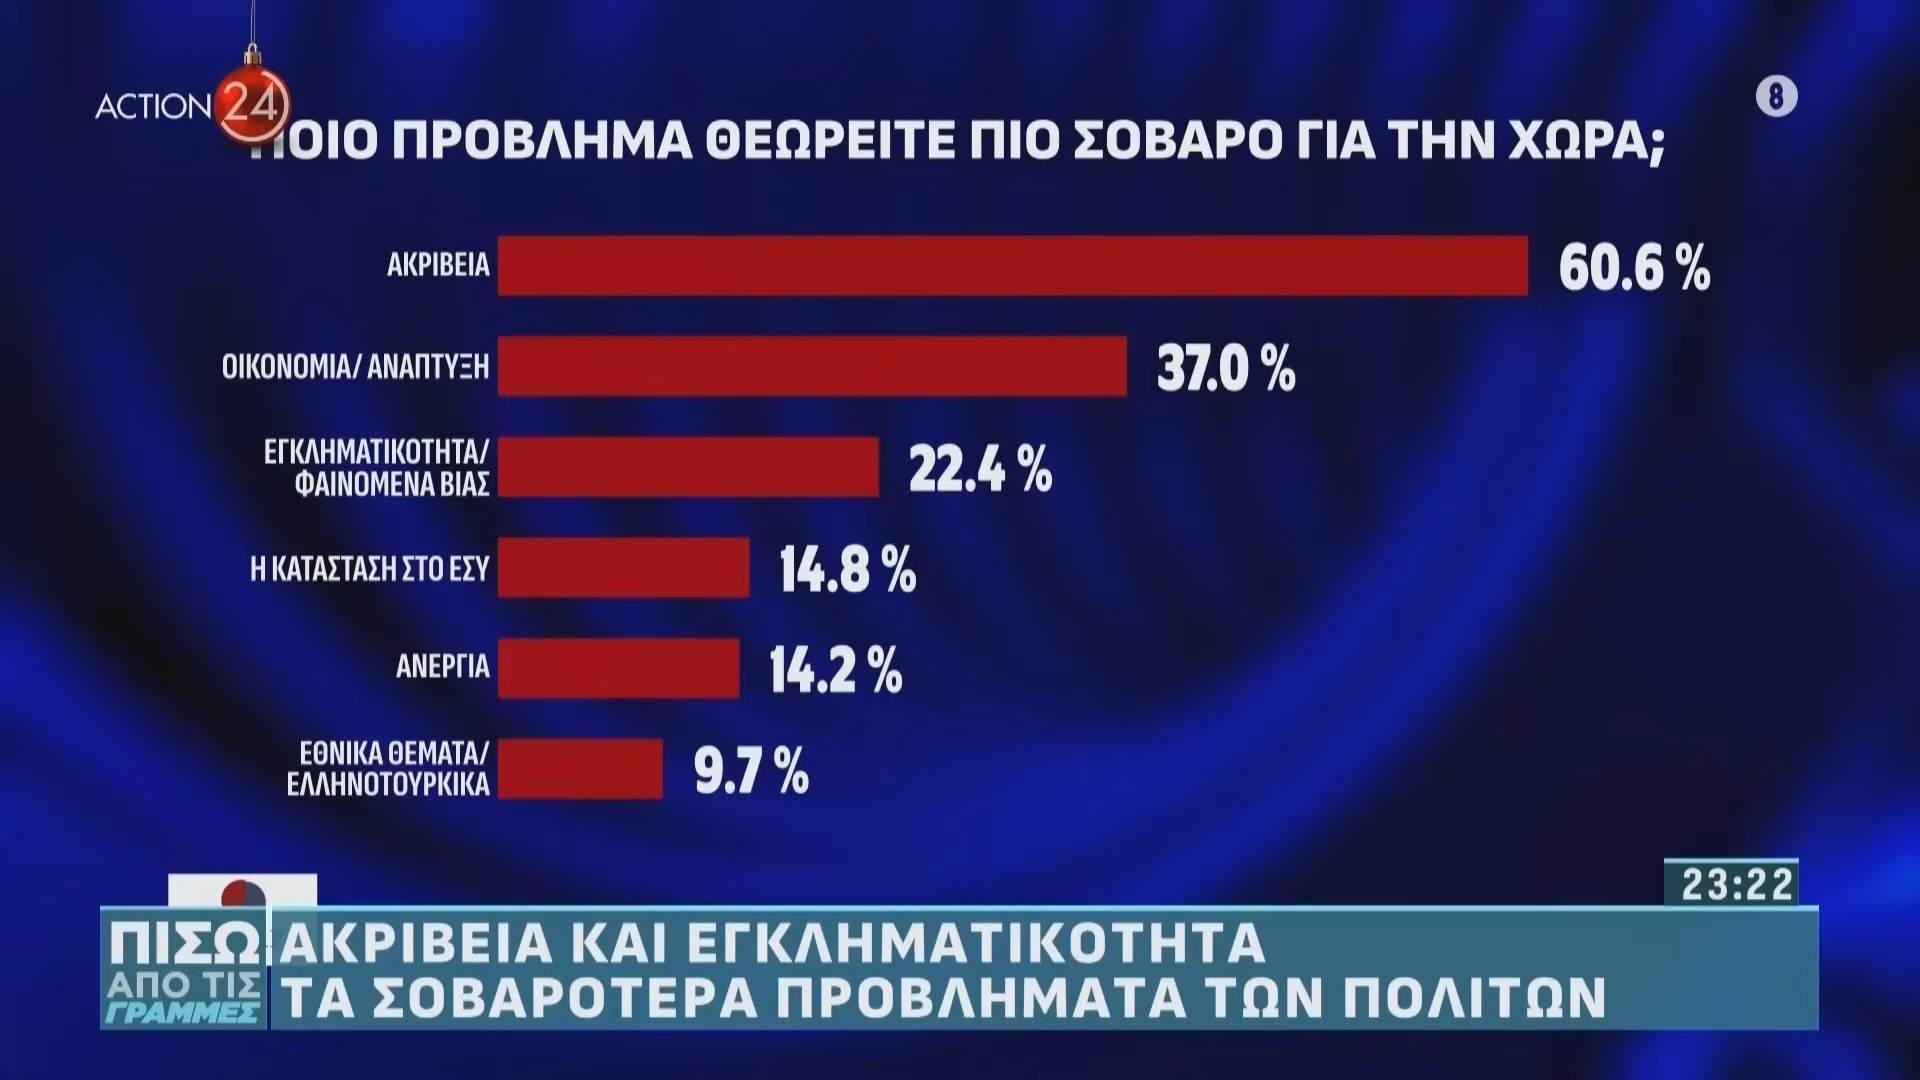 ACTION 24
8
ΠΟΙΟ ΠΡΟΒΛΗΜΑ ΘΕΩΡΕΙΤΕ ΠΙΟ ΣΟΒΑΡΟ ΓΙΑ ΤΗΝ ΧΩΡΑ;
ΑΚΡΙΒΕΙΑ 60.6 %
ΟΙΚΟΝΟΜΙΑ/ ΑΝΑΠΤΥΞΗ 37.0 %
ΕΓΚΛΗΜΑΤΙΚΟΤΗΤΑ/
ΦΑΙΝΟΜΕΝΑ ΒΙΑΣ 22.4 %
Η ΚΑΤΑΣΤΑΣΗ ΣΤΟ ΕΣΥ 14.8 %
ΑΝΕΡΓΙΑ 14.2 %
ΕΘΝΙΚΑ ΘΕΜΑΤΑ/
ΕΛΛΗΝΟΤΟΥΡΚΙΚΑ 9.7 %
23:22
ΠΙΣΩ
ΑΠΟ ΤΙΣ
ΓΡΑΜΜΕΣ
ΑΚΡΙΒΕΙΑ ΚΑΙ ΕΓΚΛΗΜΑΤΙΚΟΤΗΤΑ
ΤΑ ΣΟΒΑΡΟΤΕΡΑ ΠΡΟΒΛΗΜΑΤΑ ΤΩΝ ΠΟΛΙΤΩΝ